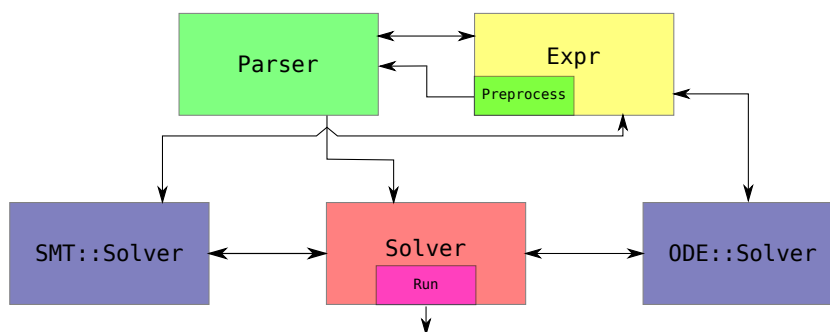 Parser
Expr
Preprocess
SMT::Solver
Solver
ODE::Solver
Run